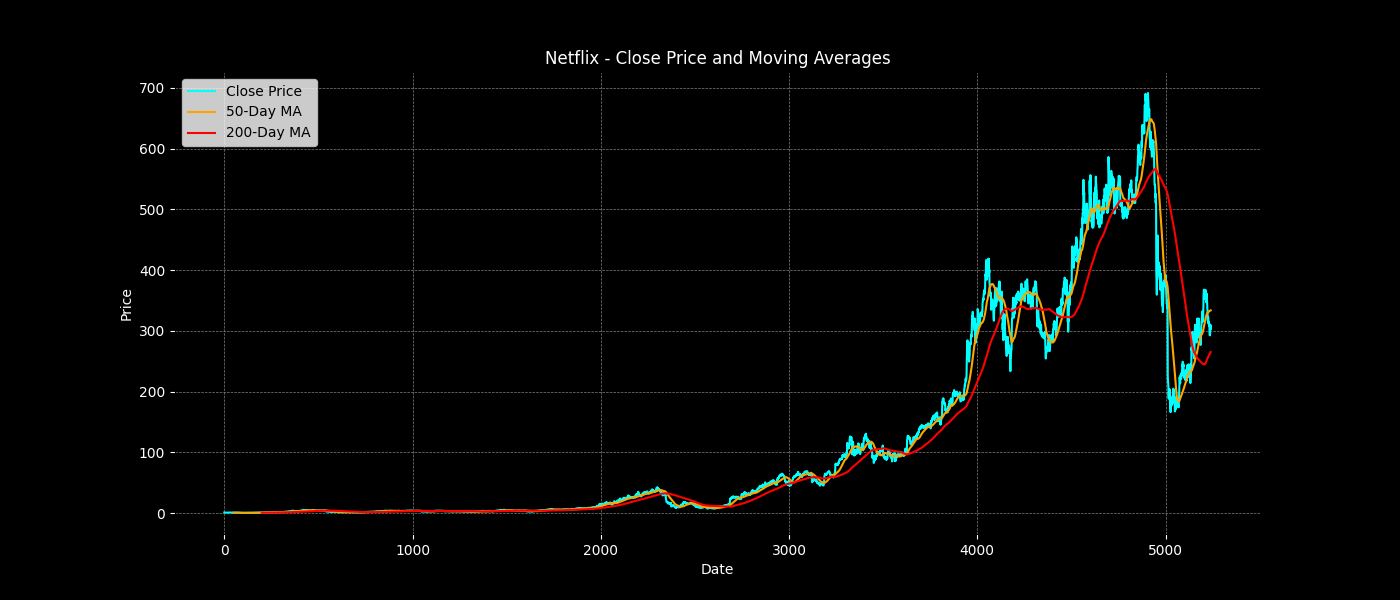 Netflix - Close Price and Moving Averages
Close Price
50-Day MA
200-Day MA
700
600
500
400
300
200
100
0
Price
0 1000 2000 3000 4000 5000
Date